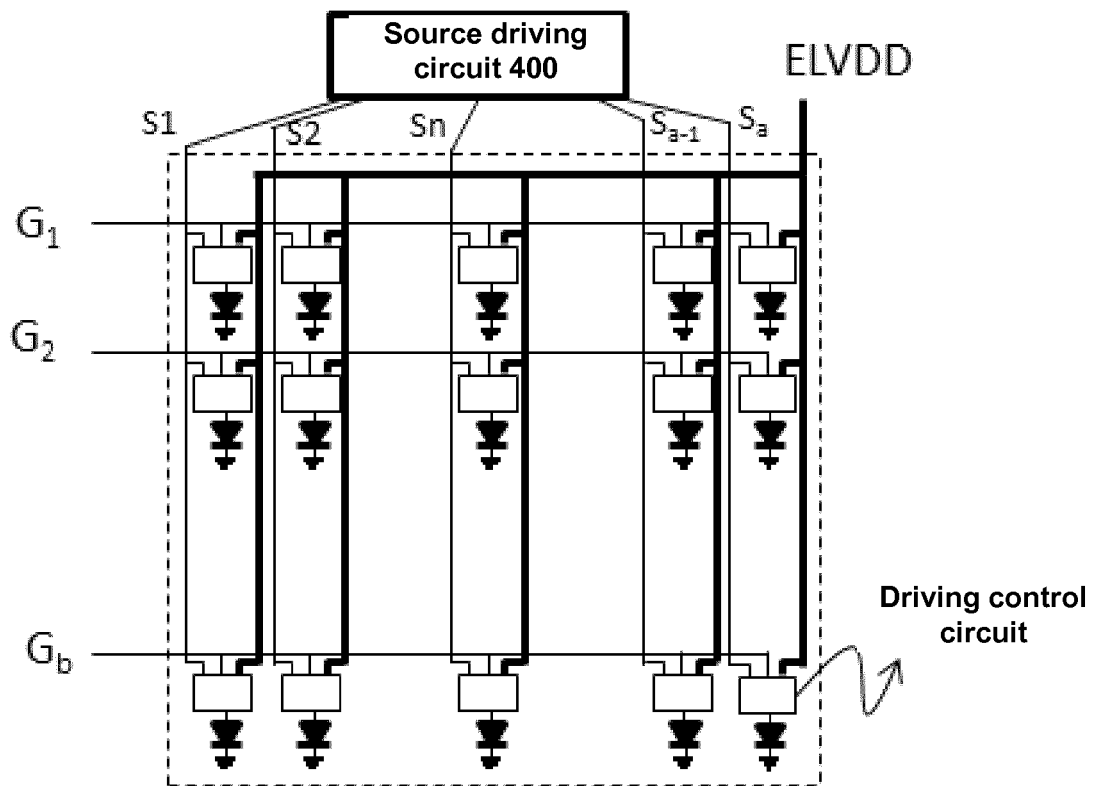 Source driving
circuit 400
ELVDD
S1
S2
Sn
Sa-1
Sa
G1
G2
Gb
Driving control
circuit